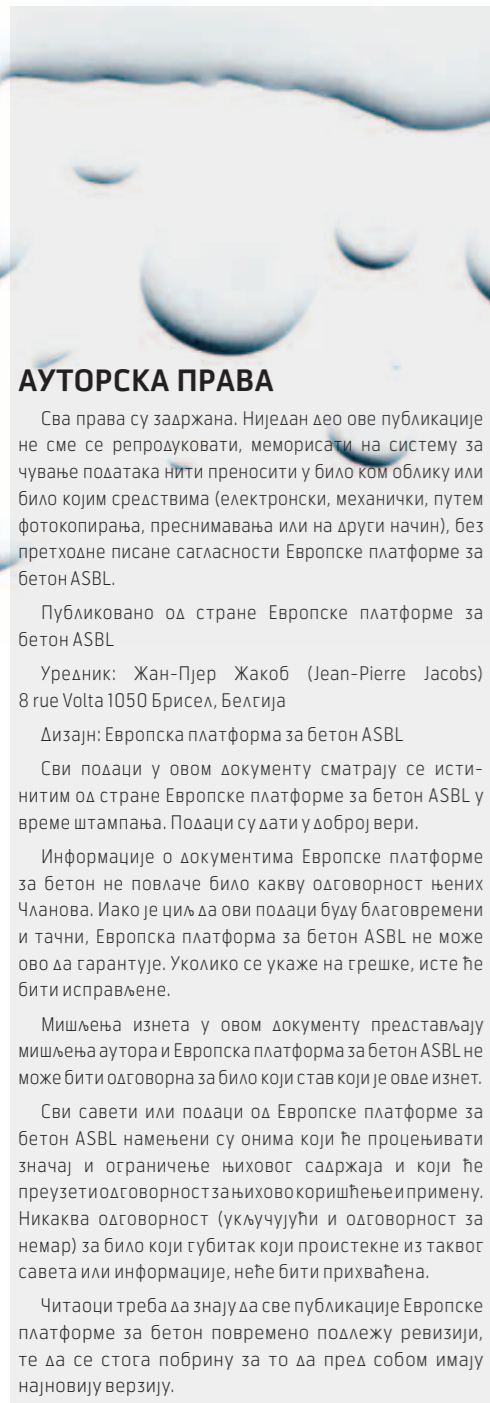 АУТОРСКА ПРАВА
Сва права су задржана. Ниједан део ове публикације
не сме се репродуковати, меморисати на систему за
чување података нити преносити у било ком облику или
било којим средствима (електронски, механички, путем
фотокопирања, преснимавања или на други начин), без
претходне писане сагласности Европске платформе за
бетон ASBL.
Публиковано од стране Европске платформе за
бетон ASBL
Уредник: Жан-Пјер Жакоб (Jean-Pierre Jacobs)
8 rue Volta 1050 Брисел, Белгија
Дизајн: Европска платформа за бетон ASBL
Сви подаци у овом документу сматрају се исти-
нитим од стране Европске платформе за бетон ASBL у
време штампања. Подаци су дати у доброј вери.
Информације о документима Европске платформе
за бетон не повлаче било какву одговорност њених
Чланова. Иако је циљ да ови подаци буду благовремени
и тачни, Европска платформа за бетон ASBL не може
ово да гарантује. Уколико се укаже на грешке, исте ће
бити исправљене.
Мишљења изнета у овом документу представљају
мишљења аутора и Европска платформа за бетон ASBL не
може бити одговорна за било који став који је овде изнет.
Сви савети или подаци од Европске платформе за
бетон ASBL намењени су онима који ће процењивати
значај и ограничење њиховог садржаја и који ће
преузети одговорност за њихово коришћење и примену.
Никаква одговорност (укључујући и одговорност за
немар) за било који губитак који проистекне из таквог
савета или информације, неће бити прихваћена.
Читаоци треба да знају да све публикације Европске
платформе за бетон повремено подлежу ревизији,
те да се стога побрину за то да пред собом имају
најновију верзију.